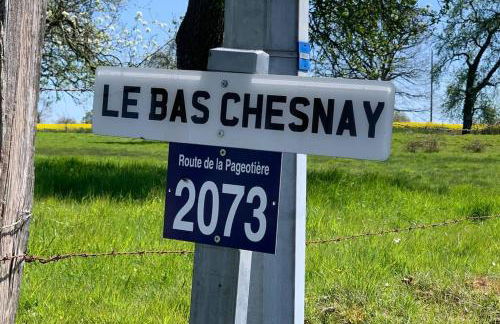 LE BAS CHESNAY
Route de la Pageotière
2073